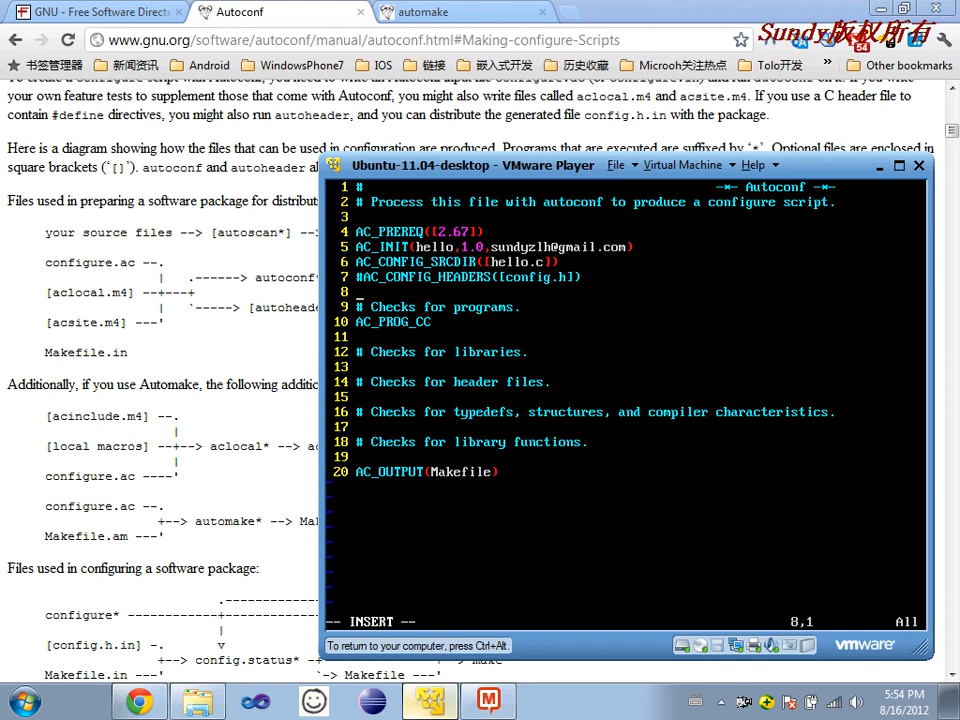 GNU - Free Software Direct
Autoconf
automake
Sundy版权所有
www.gnu.org/software/autoconf/manual/autoconf.html#Making-configure-Scripts
54
书签管理器
新闻资讯
Android
WindowsPhone7
IOS
链接
嵌入式开发
历史收藏
Microoh关注热点
Tolo开发
»
Other bookmarks
your own feature tests to supplement those that come with Autoconf, you might also write files called aclocal.m4 and acsite.m4. If you use a C header file to
contain #define directives, you might also run autoheader, and you can distribute the generated file config.h.in with the package.
Here is a diagram showing how the files that can be used in configuration are produced. Programs that are executed are suffixed by '*'. Optional files are enclosed in
square brackets ('[]'). autoconf and autoheader al
Files used in preparing a software package for distribut
your source files --> [autoscan*] --
configure.ac --.
| .------> autoconf
[aclocal.m4] --+---+
| `-----> [autohead
[acsite.m4] ---'
Makefile.in
Additionally, if you use Automake, the following additio
[acinclude.m4] --.
|
[local macros] --+--> aclocal* --> ac
|
configure.ac ----'
configure.ac --.
+--> automake* --> Mak
Makefile.am ---'
Files used in configuring a software package:
.-----------
configure* ------------+-----------
|
[config.h.in] -. v
+--> config.status* -+ +--> make
Makefile.in ---' `-> Makefile ---'
Ubuntu-11.04-desktop - VMware Player
File
Virtual Machine
Help
1 # -*- Autoconf -*-
2 # Process this file with autoconf to produce a configure script.
3
4 AC_PREREQ([2.67])
5 AC_INIT(hello,1.0,sundyzlh@gmail.com)
6 AC_CONFIG_SRCDIR([hello.c])
7 #AC_CONFIG_HEADERS([config.h])
8
9 # Checks for programs.
10 AC_PROG_CC
11
12 # Checks for libraries.
13
14 # Checks for header files.
15
16 # Checks for typedefs, structures, and compiler characteristics.
17
18 # Checks for library functions.
19
20 AC_OUTPUT(Makefile)
~
~
~
~
~
~
~
~
~
-- INSERT -- 8,1 All
To return to your computer, press Ctrl+Alt.
vmware
5:54 PM
8/16/2012